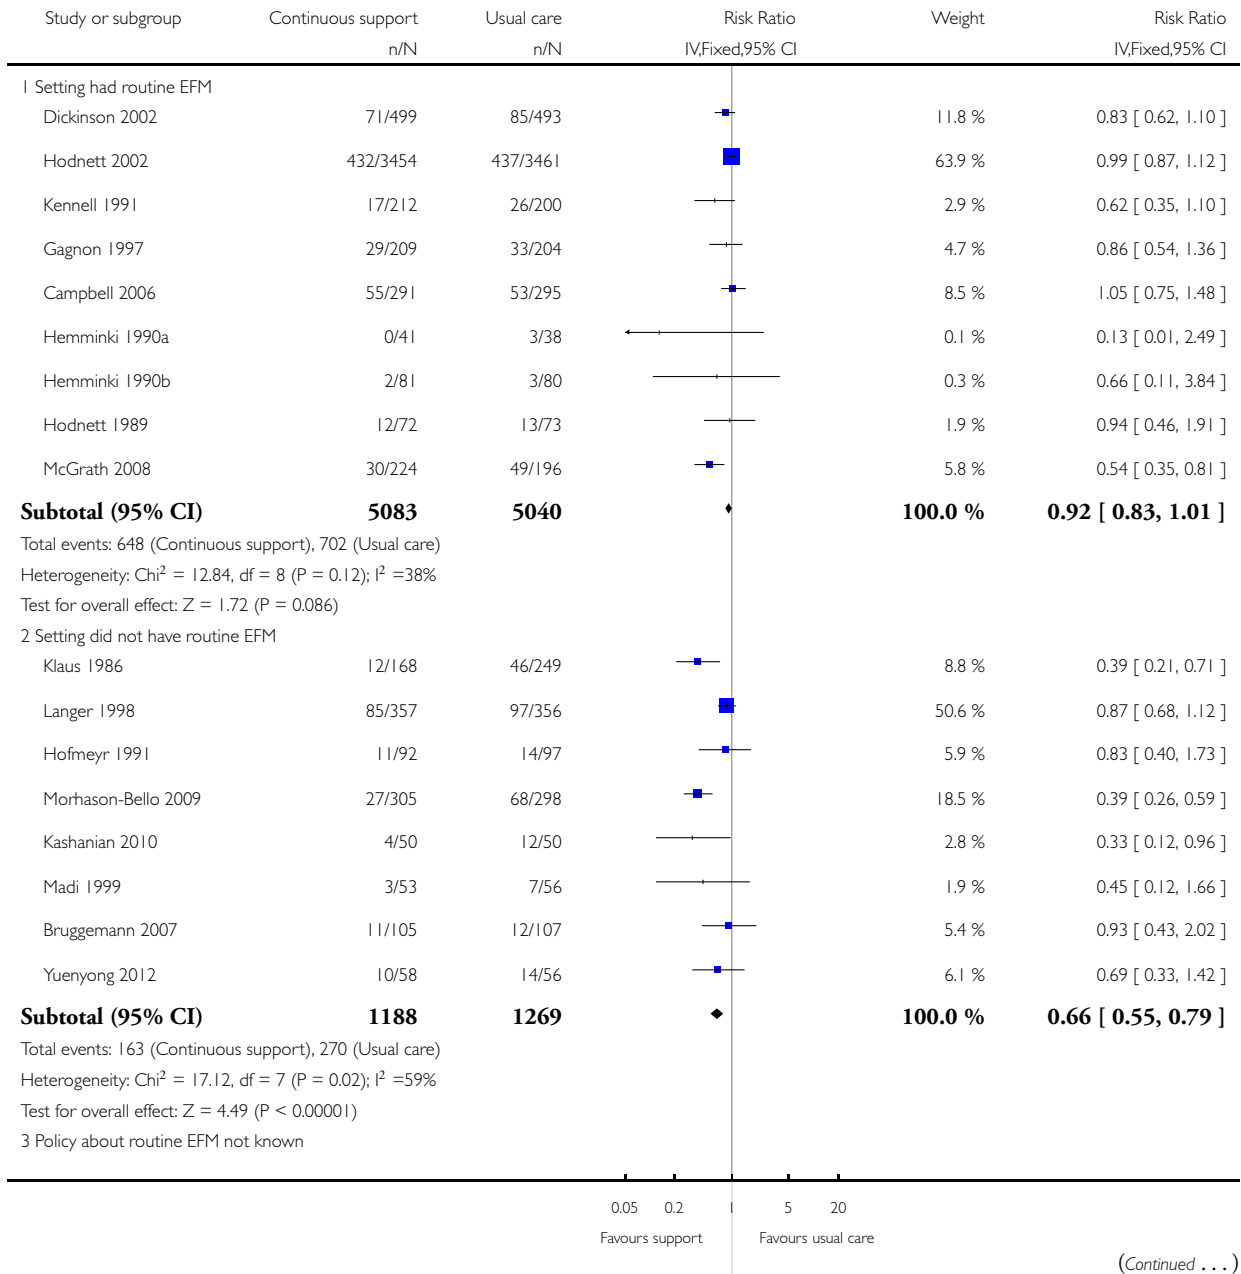 Study or subgroup Continuous support Usual care Risk Ratio Weight Risk Ratio
n/N n/N IV,Fixed,95% CI IV,Fixed,95% CI
1 Setting had routine EFM
Dickinson 2002 71/499 85/493 11.8 % 0.83 [ 0.62, 1.10 ]
Hodnett 2002 432/3454 437/3461 63.9 % 0.99 [ 0.87, 1.12 ]
Kennell 1991 17/212 26/200 2.9 % 0.62 [ 0.35, 1.10 ]
Gagnon 1997 29/209 33/204 4.7 % 0.86 [ 0.54, 1.36 ]
Campbell 2006 55/291 53/295 8.5 % 1.05 [ 0.75, 1.48 ]
Hemminki 1990a 0/41 3/38 0.1 % 0.13 [ 0.01, 2.49 ]
Hemminki 1990b 2/81 3/80 0.3 % 0.66 [ 0.11, 3.84 ]
Hodnett 1989 12/72 13/73 1.9 % 0.94 [ 0.46, 1.91 ]
McGrath 2008 30/224 49/196 5.8 % 0.54 [ 0.35, 0.81 ]
Subtotal (95% CI) 5083 5040 100.0 % 0.92 [ 0.83, 1.01 ]
Total events: 648 (Continuous support), 702 (Usual care)
Heterogeneity: Chi² = 12.84, df = 8 (P = 0.12); I² =38%
Test for overall effect: Z = 1.72 (P = 0.086)
2 Setting did not have routine EFM
Klaus 1986 12/168 46/249 8.8 % 0.39 [ 0.21, 0.71 ]
Langer 1998 85/357 97/356 50.6 % 0.87 [ 0.68, 1.12 ]
Hofmeyr 1991 11/92 14/97 5.9 % 0.83 [ 0.40, 1.73 ]
Morhason-Bello 2009 27/305 68/298 18.5 % 0.39 [ 0.26, 0.59 ]
Kashanian 2010 4/50 12/50 2.8 % 0.33 [ 0.12, 0.96 ]
Madi 1999 3/53 7/56 1.9 % 0.45 [ 0.12, 1.66 ]
Bruggemann 2007 11/105 12/107 5.4 % 0.93 [ 0.43, 2.02 ]
Yuenyong 2012 10/58 14/56 6.1 % 0.69 [ 0.33, 1.42 ]
Subtotal (95% CI) 1188 1269 100.0 % 0.66 [ 0.55, 0.79 ]
Total events: 163 (Continuous support), 270 (Usual care)
Heterogeneity: Chi² = 17.12, df = 7 (P = 0.02); I² =59%
Test for overall effect: Z = 4.49 (P < 0.00001)
3 Policy about routine EFM not known
0.05 0.2 1 5 20
Favours support Favours usual care
(Continued . . . )